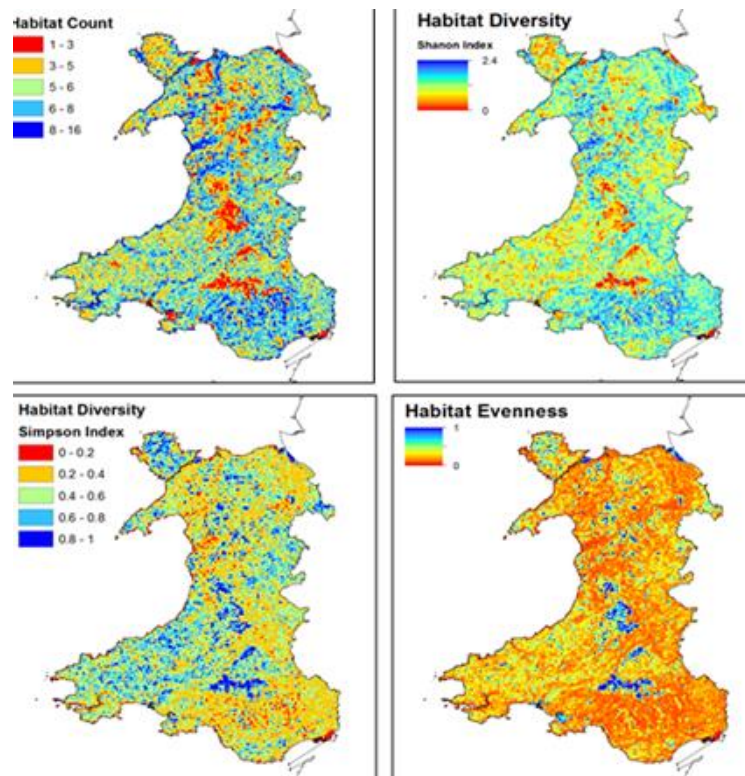 Habitat Count
1 - 3
3 - 5
5 - 6
6 - 8
8 - 16
Habitat Diversity
Shanon Index
2.4
0
Habitat Diversity
Simpson Index
0 - 0.2
0.2 - 0.4
0.4 - 0.6
0.6 - 0.8
0.8 - 1
Habitat Evenness
1
0